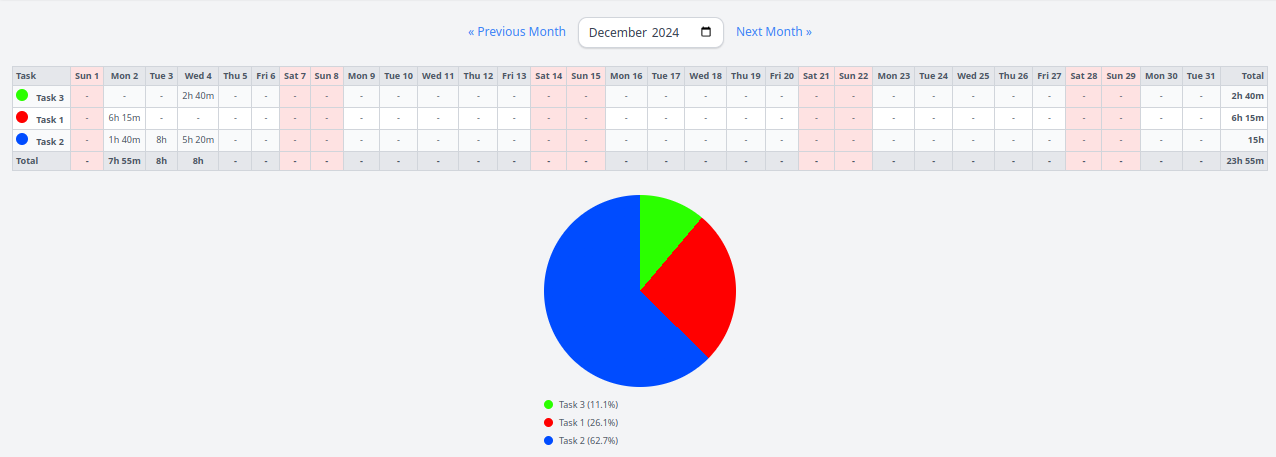 « Previous Month December 2024 Next Month »
Task Sun 1 Mon 2 Tue 3 Wed 4 Thu 5 Fri 6 Sat 7 Sun 8 Mon 9 Tue 10 Wed 11 Thu 12 Fri 13 Sat 14 Sun 15 Mon 16 Tue 17 Wed 18 Thu 19 Fri 20 Sat 21 Sun 22 Mon 23 Tue 24 Wed 25 Thu 26 Fri 27 Sat 28 Sun 29 Mon 30 Tue 31 Total
Task 3 - - - 2h 40m - - - - - - - - - - - - - - - - - - - - - - - - - - - 2h 40m
Task 1 - 6h 15m - - - - - - - - - - - - - - - - - - - - - - - - - - - - - 6h 15m
Task 2 - 1h 40m 8h 5h 20m - - - - - - - - - - - - - - - - - - - - - - - - - - - 15h
Total - 7h 55m 8h 8h - - - - - - - - - - - - - - - - - - - - - - - - - - - 23h 55m
Task 3 (11.1%)
Task 1 (26.1%)
Task 2 (62.7%)